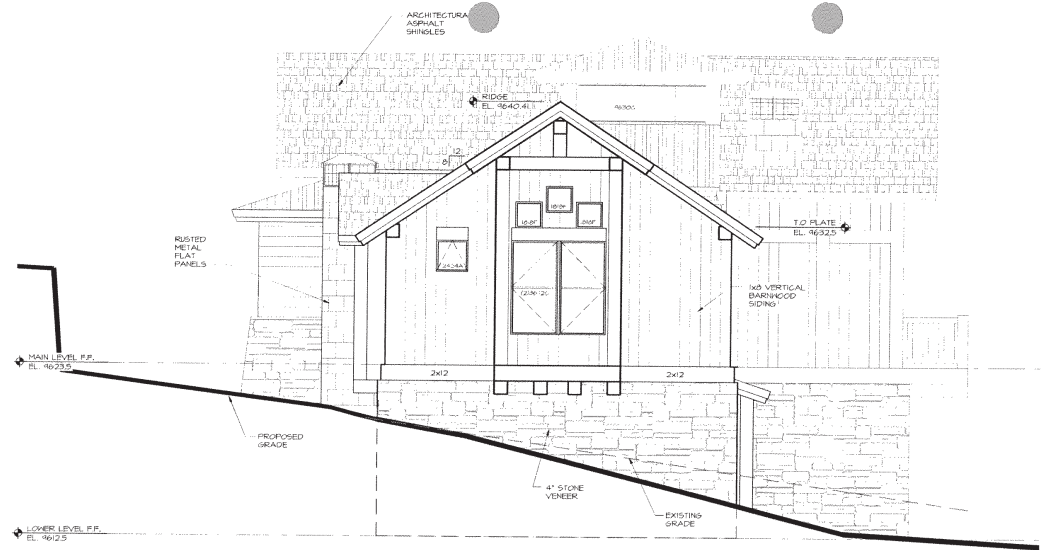 ARCHITECTURA
ASPHALT
SHINGLES
RIDGE
EL. 9640.41
9630C
12
8
T.O PLATE
EL. 9632.5
RUSTED
METAL
FLAT
PANELS
1x8 VERTICAL
BARNWOOD
SIDING
MAIN LEVEL F.F.
EL. 9623.5
2x12
2x12
PROPOSED
GRADE
4" STONE
VENEER
EXISTING
GRADE
LOWER LEVEL F.F.
EL. 9612.5